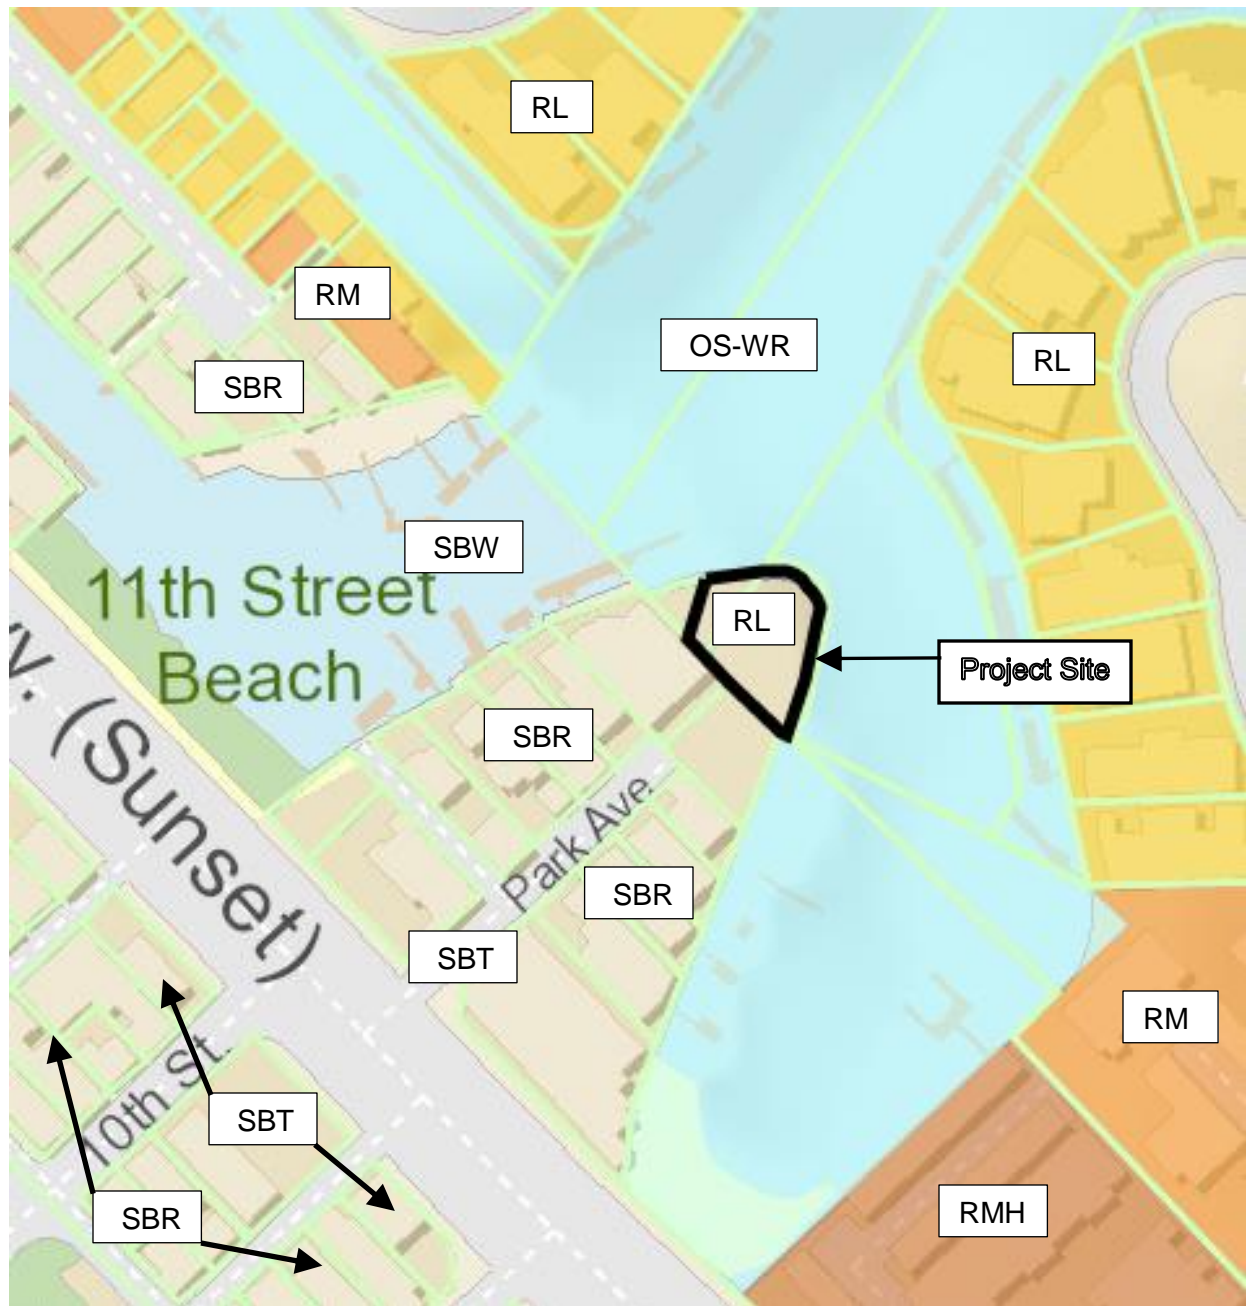 RL
RM
OS-WR
RL
SBR
SBW
11th Street
Beach
RL
Project Site
vy. (Sunset)
SBR
Park Ave
SBR
SBT
RM
10th St.
SBT
SBR
RMH